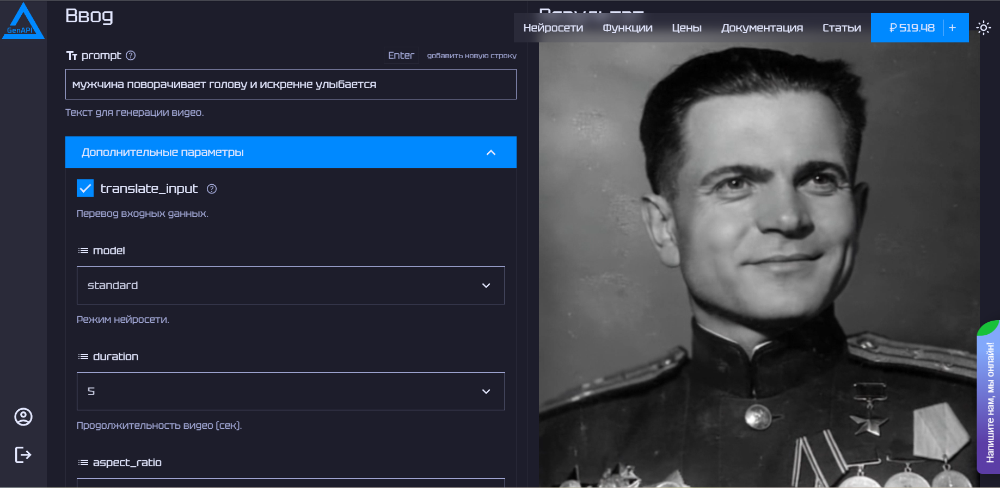 GenAPI
Ввод
Результат
Нейросети Функции Цены Документация Статьи ₽ 519.48 +
Tт prompt ? Enter добавить новую строку
мужчина поворачивает голову и искренне улыбается
Текст для генерации видео.
Дополнительные параметры
translate_input ?
Перевод входных данных.
model
standard
Режим нейросети.
duration
5
Продолжительность видео (сек).
aspect_ratio
Напишите нам, мы онлайн!